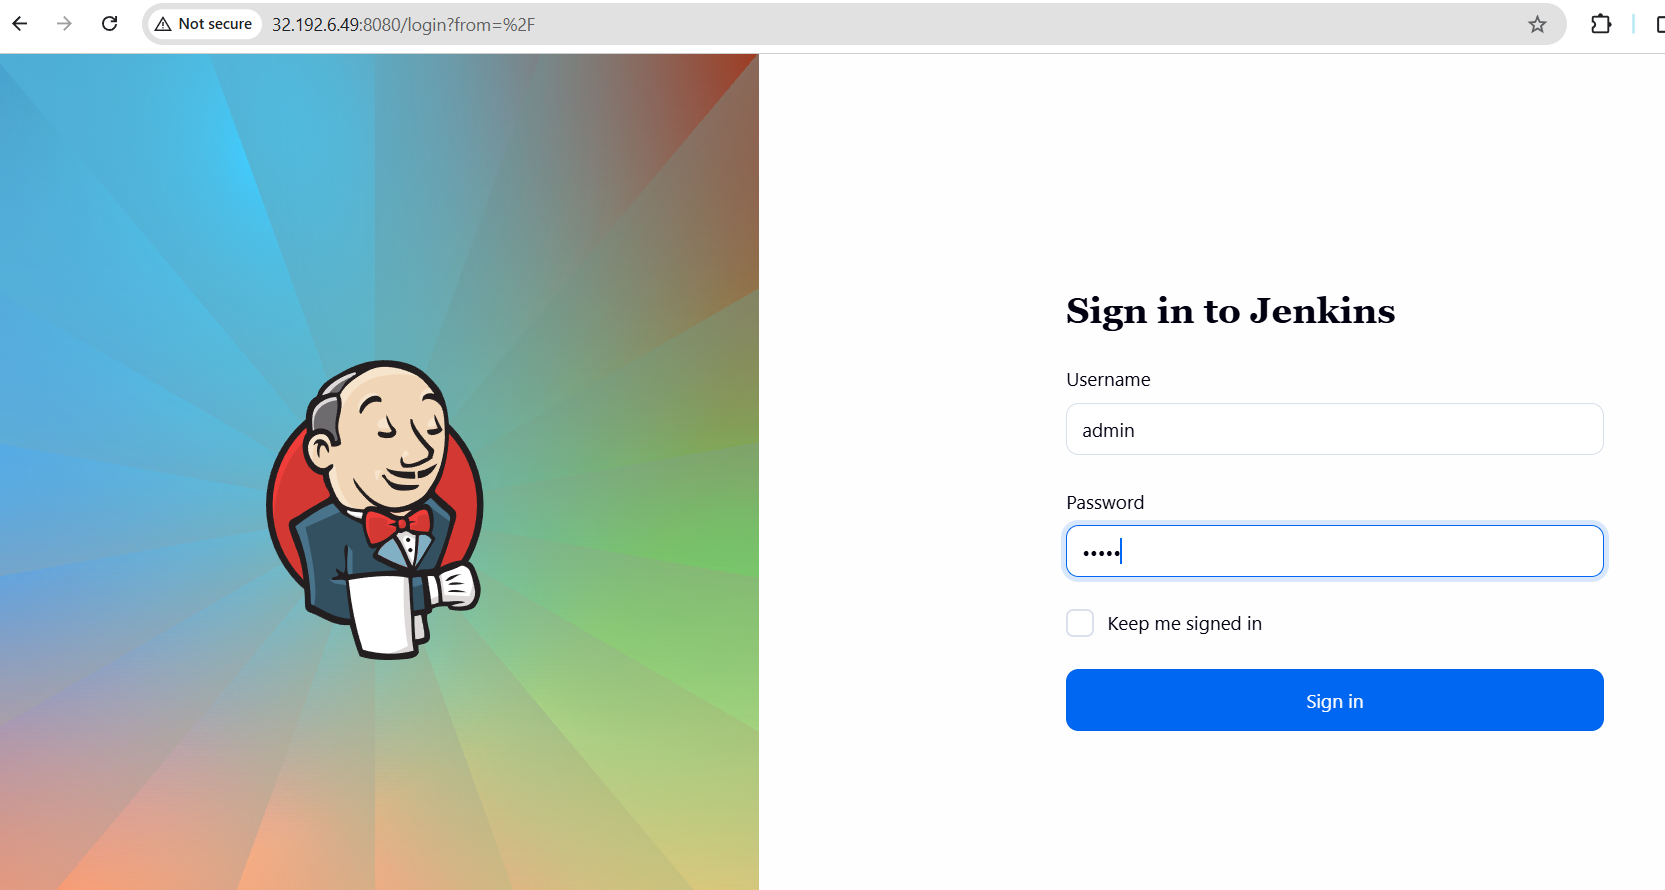 Not secure
32.192.6.49:8080/login?from=%2F
Sign in to Jenkins
Username
admin
Password
•••••
Keep me signed in
Sign in